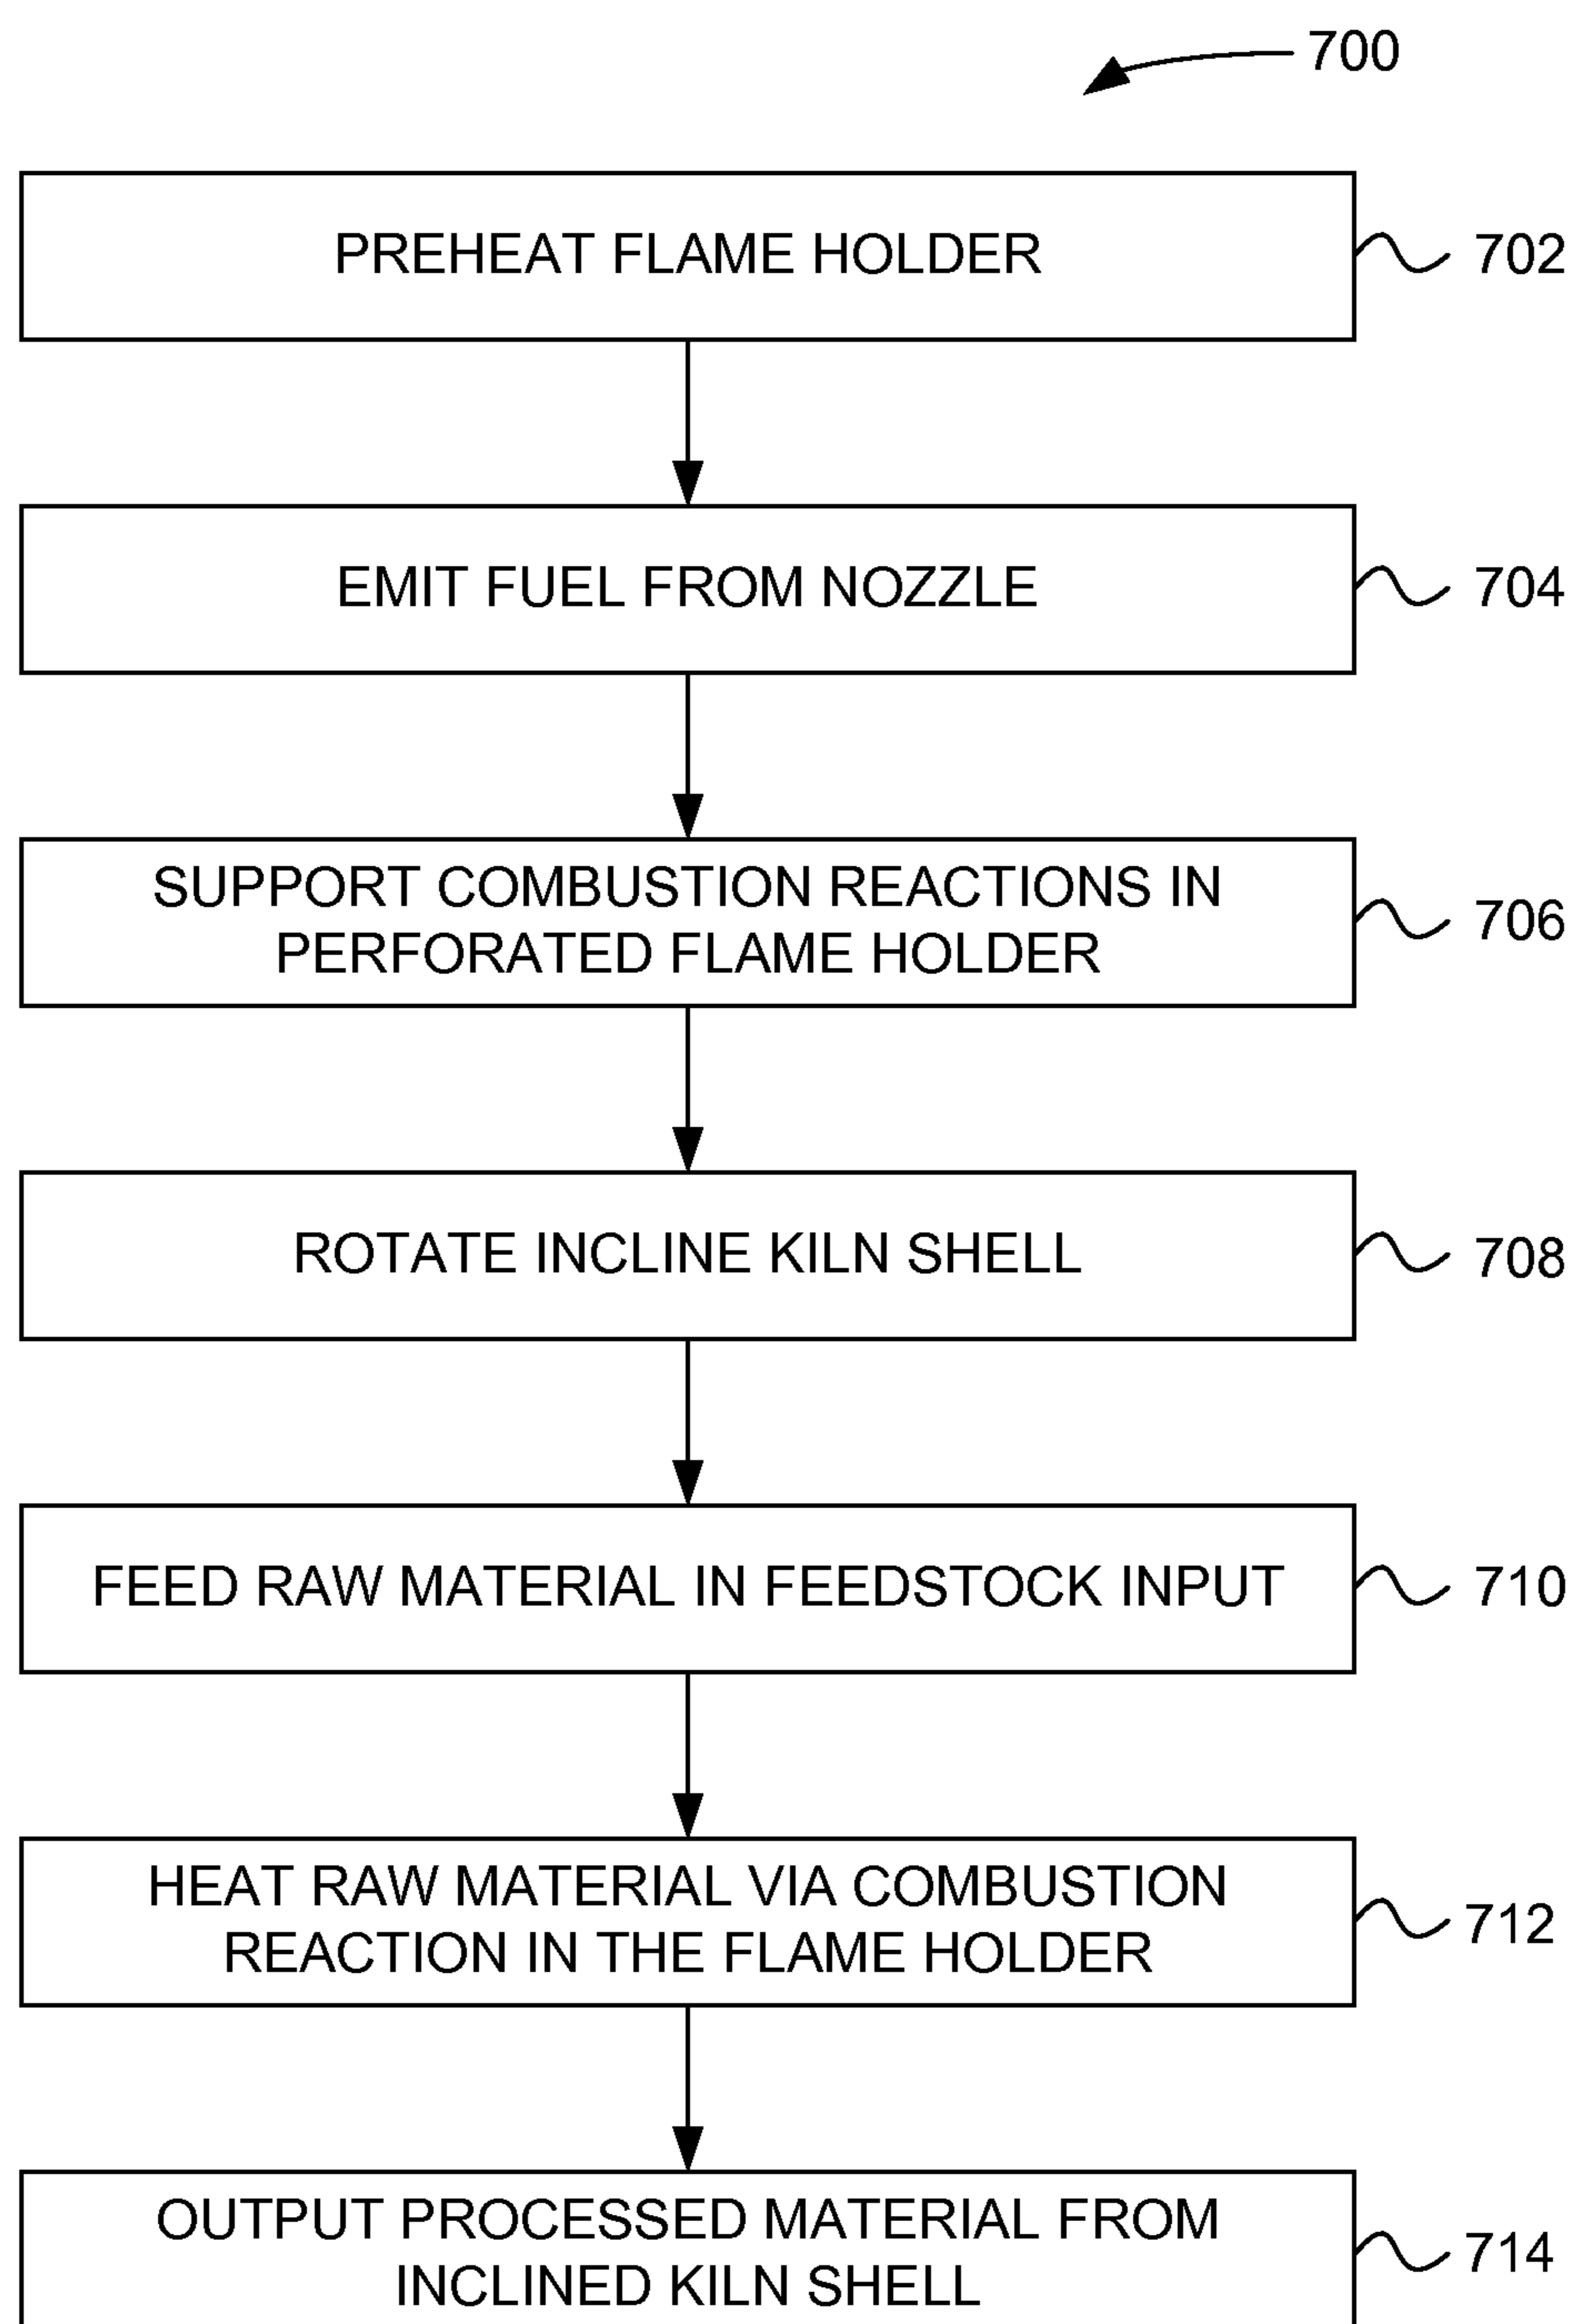 700
PREHEAT FLAME HOLDER
702
EMIT FUEL FROM NOZZLE
704
SUPPORT COMBUSTION REACTIONS IN
PERFORATED FLAME HOLDER
706
ROTATE INCLINE KILN SHELL
708
FEED RAW MATERIAL IN FEEDSTOCK INPUT
710
HEAT RAW MATERIAL VIA COMBUSTION
REACTION IN THE FLAME HOLDER
712
OUTPUT PROCESSED MATERIAL FROM
INCLINED KILN SHELL
714